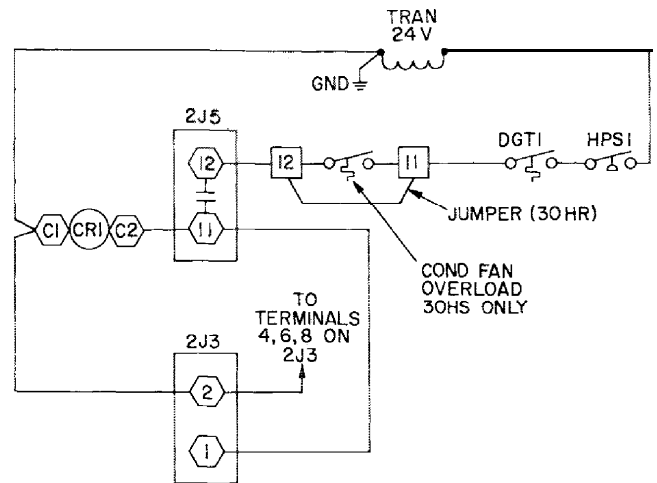 TRAN
24V
GND
2J5
DGT1
HPS1
12
12
11
11
JUMPER (30HR)
C1
CR1
C2
COND FAN
OVERLOAD
30HS ONLY
TO
TERMINALS
4,6,8 ON
2J3
2J3
2
1